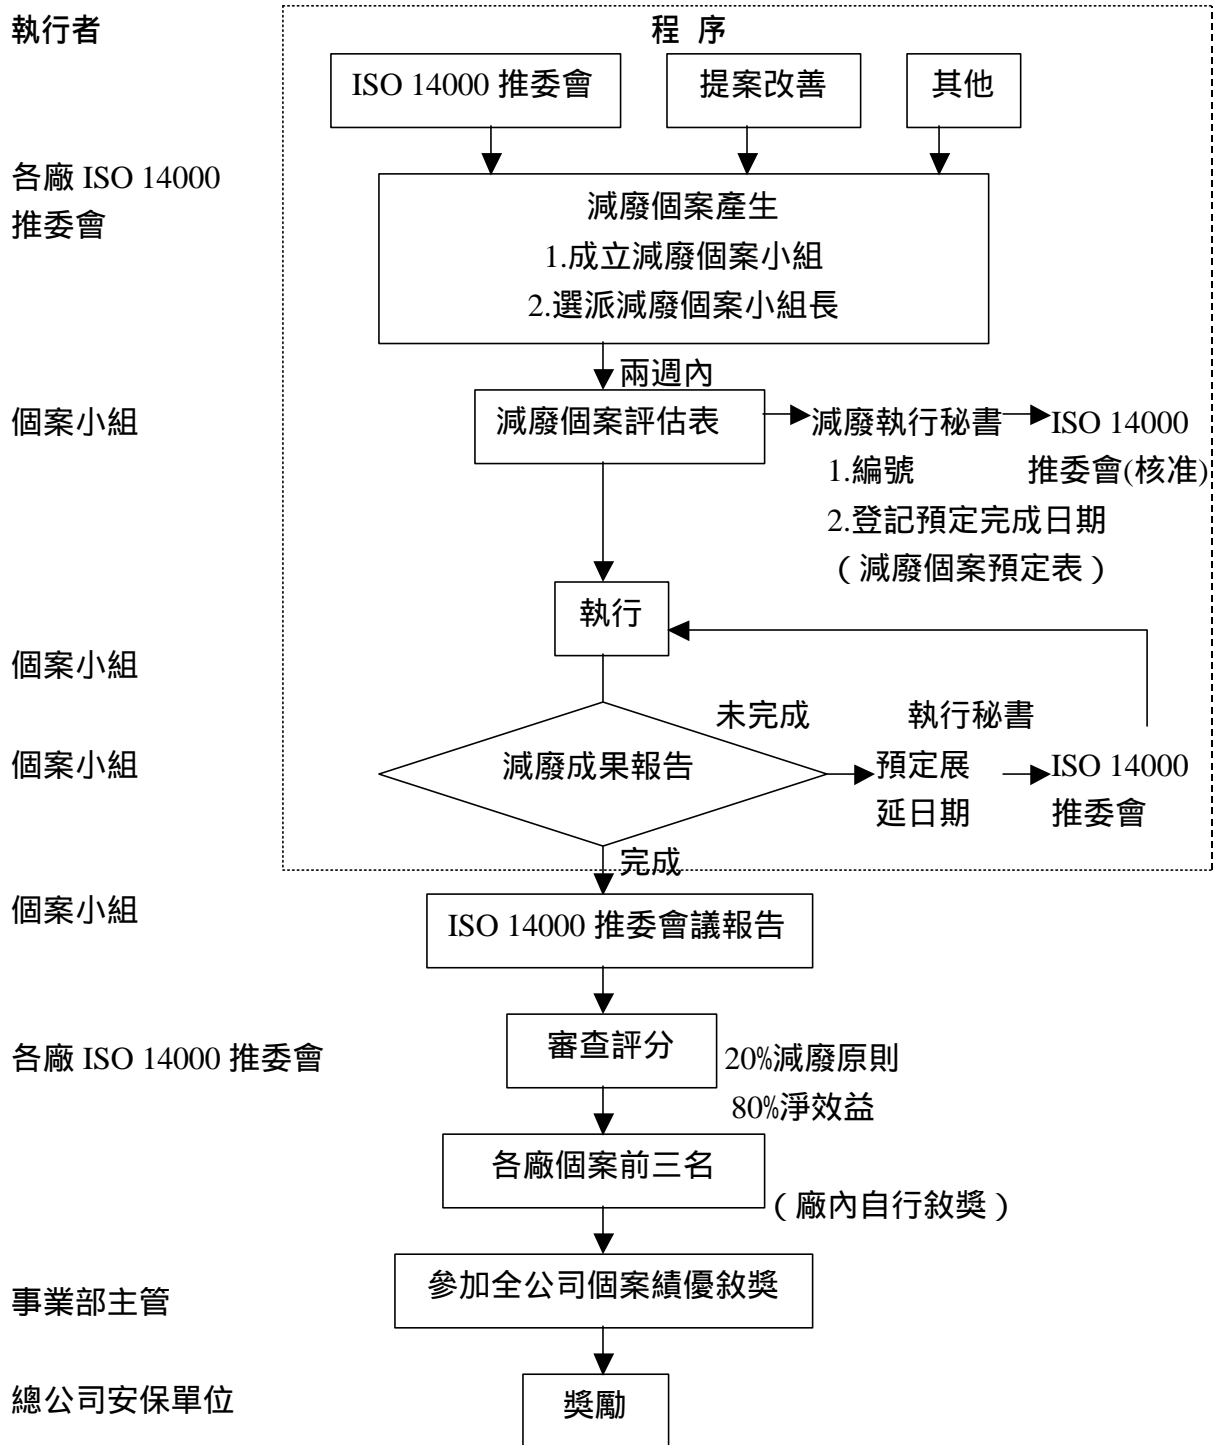 執行者
程 序
ISO 14000 推委會
提案改善
其他
各廠 ISO 14000
推委會
減廢個案產生
1.成立減廢個案小組
2.選派減廢個案小組長
兩週內
個案小組
減廢個案評估表
減廢執行秘書
1.編號
2.登記預定完成日期
（減廢個案預定表）
ISO 14000
推委會(核准)
執行
個案小組
未完成
執行秘書
個案小組
減廢成果報告
預定展
延日期
ISO 14000
推委會
完成
個案小組
ISO 14000 推委會議報告
各廠 ISO 14000 推委會
審查評分
20%減廢原則
80%淨效益
各廠個案前三名
（廠內自行敘獎）
事業部主管
參加全公司個案績優敘獎
總公司安保單位
獎勵